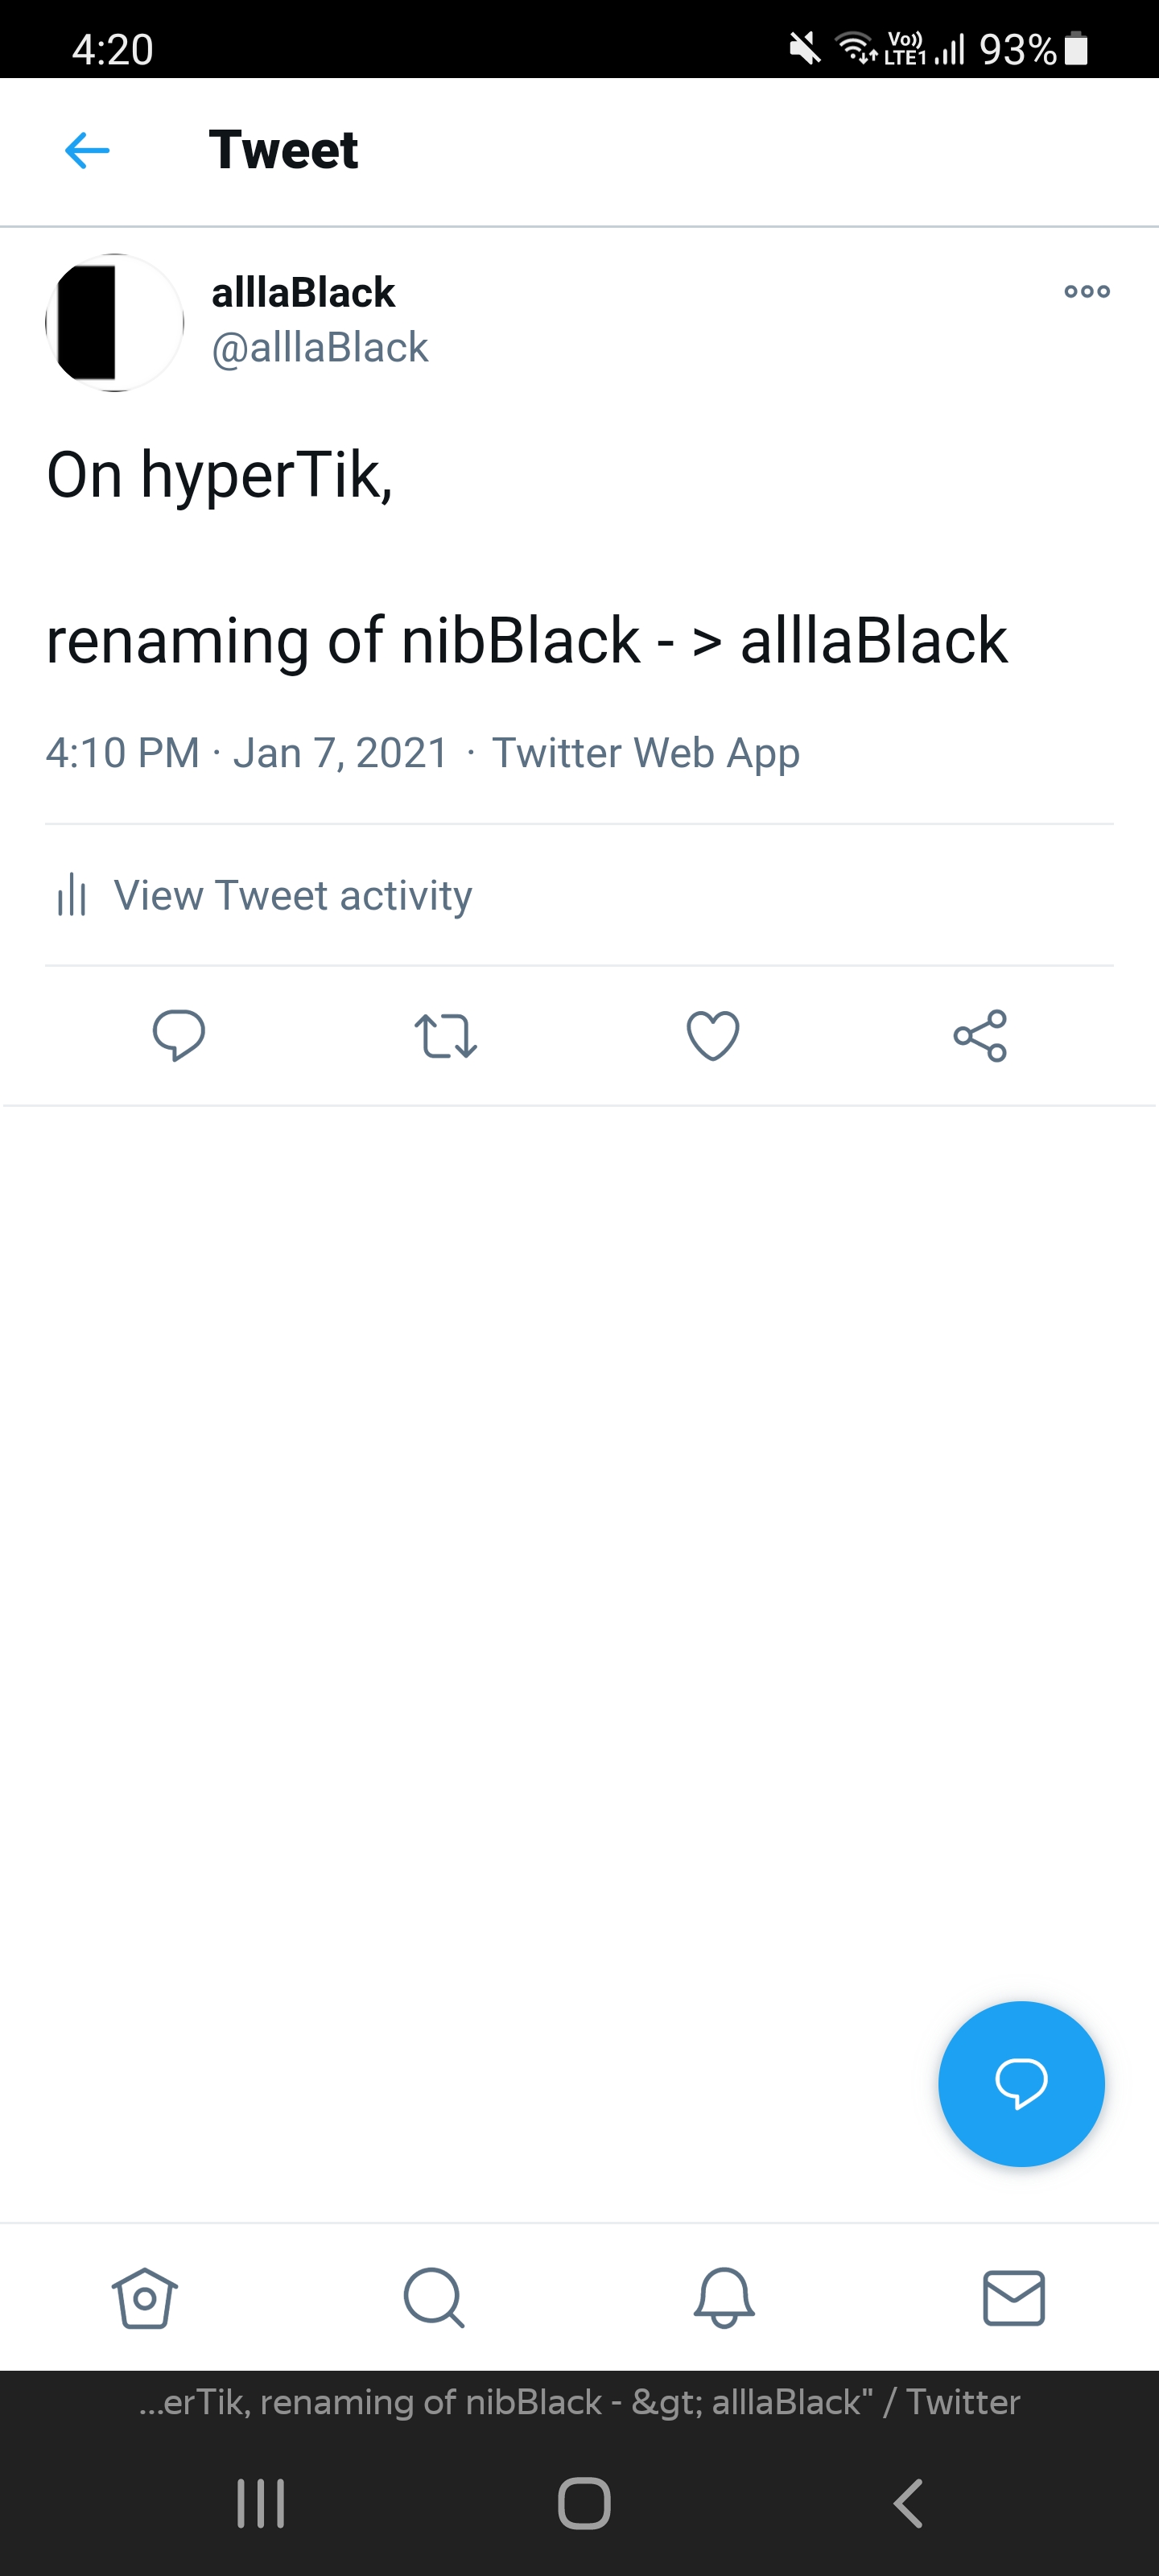 4:20
Vo)) LTE1 93%
Tweet
alllaBlack
@alllaBlack
On hyperTik,
renaming of nibBlack - > alllaBlack
4:10 PM · Jan 7, 2021 · Twitter Web App
View Tweet activity
...erTik, renaming of nibBlack - &gt; alllaBlack" / Twitter